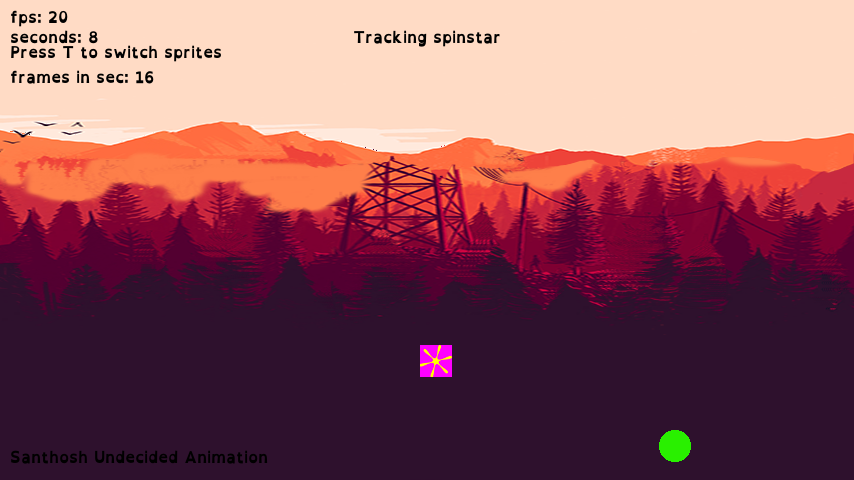 fps: 20
seconds: 8
Press T to switch sprites
frames in sec: 16
Tracking spinstar
Santhosh Undecided Animation